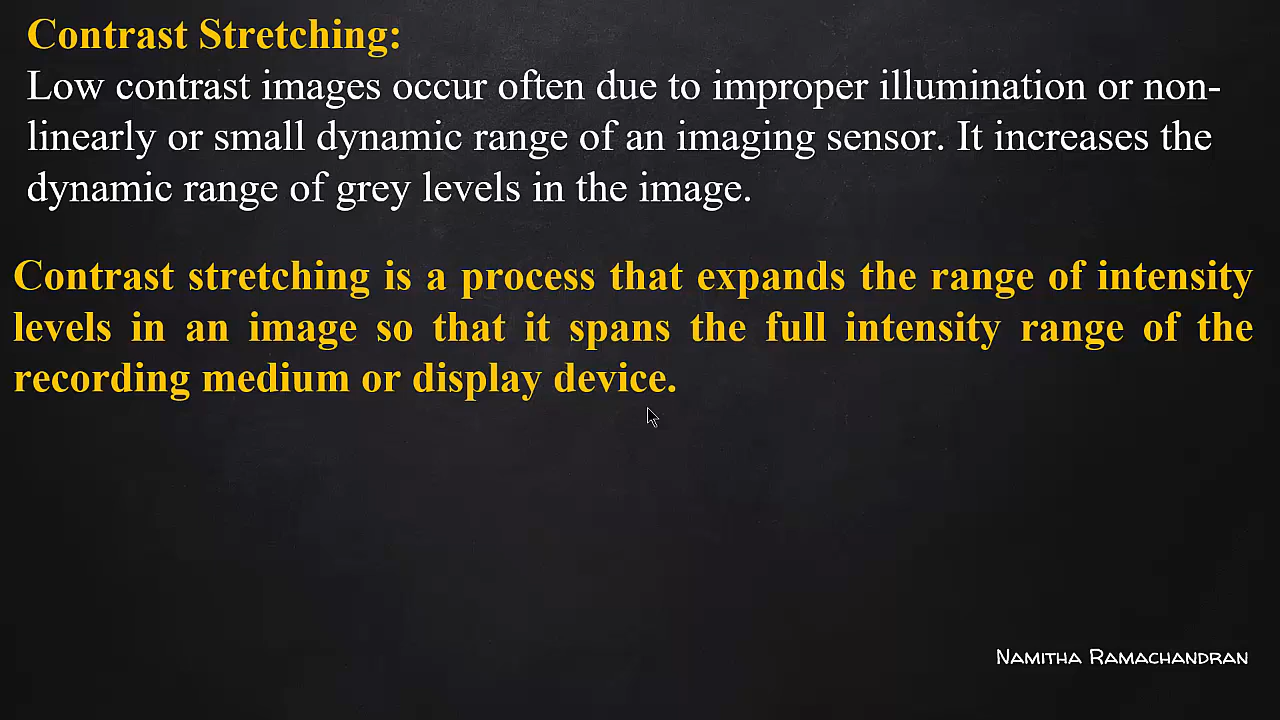 Contrast Stretching:
Low contrast images occur often due to improper illumination or non-
linearly or small dynamic range of an imaging sensor. It increases the
dynamic range of grey levels in the image.
Contrast stretching is a process that expands the range of intensity
levels in an image so that it spans the full intensity range of the
recording medium or display device.
Namitha Ramachandran